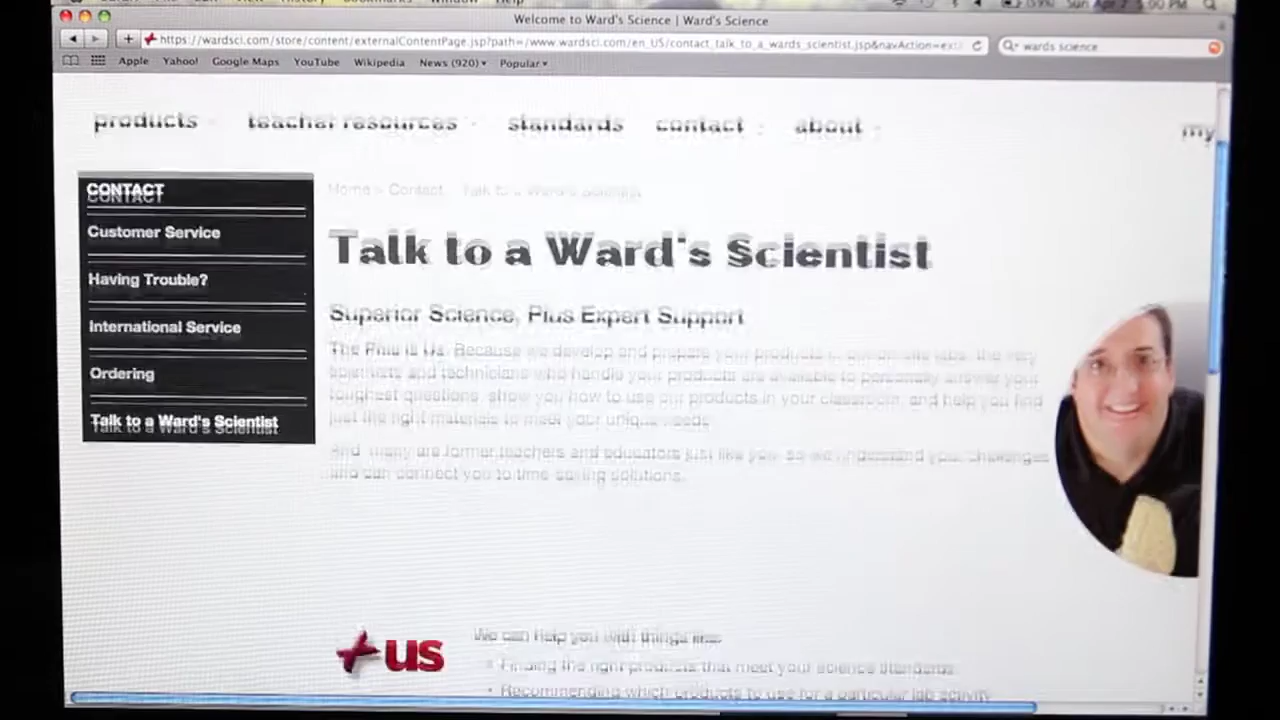 Sun Apr
Welcome to Ward's Science | Ward's Science
https://wardsci.com/store/content/externalContentPage.jsp?path=/www.wardsci.com/en_US/contact_talk_to_a_wards_scientist.jsp&navAction=ext
wards science
Apple Yahoo! Google Maps YouTube Wikipedia News (920) Popular
products teacher resources standards contact about my
CONTACT
Customer Service
Having Trouble?
International Service
Ordering
Talk to a Ward's Scientist
Home > Contact Talk to a Ward's Scientist
Talk to a Ward's Scientist
Superior Science, Plus Expert Support
The Plus is Us. Because we develop and prepare your products in our on-site labs, the very
scientists and technicians who handle your products are available to personally answer your
toughest questions, show you how to use our products in your classroom, and help you find
just the right materials to meet your unique needs.
And, many are former teachers and educators just like you, so we understand your challenges
and can connect you to time-saving solutions.
+us
We can help you with things like:
• Finding the right products that meet your science standards
• Recommending which products to use for a particular lab activity